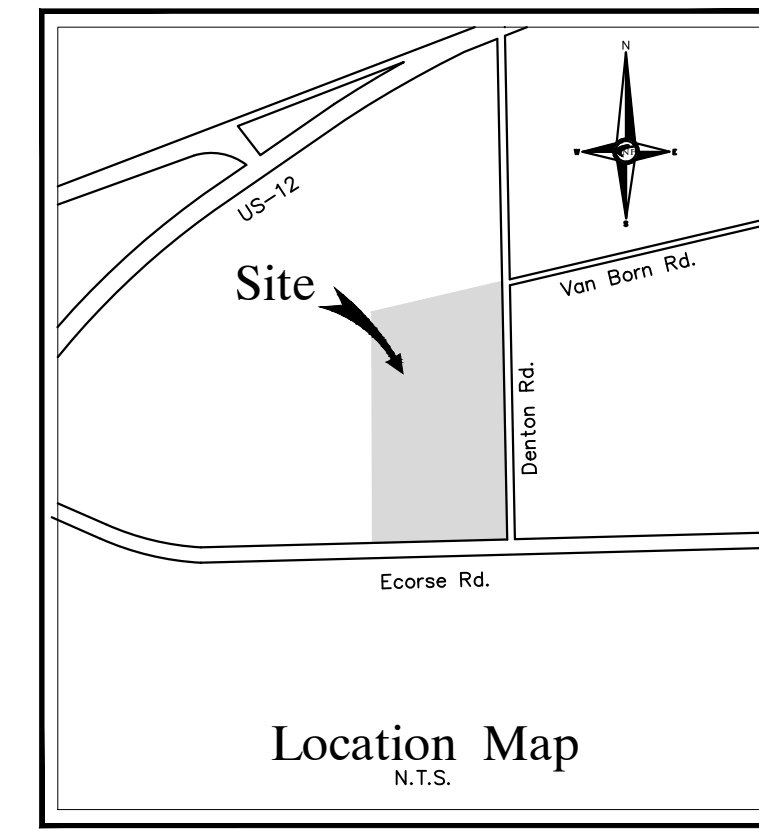 N
W
E
S
US-12
Site
Van Born Rd.
Denton Rd.
Ecorse Rd.
Location Map
N.T.S.